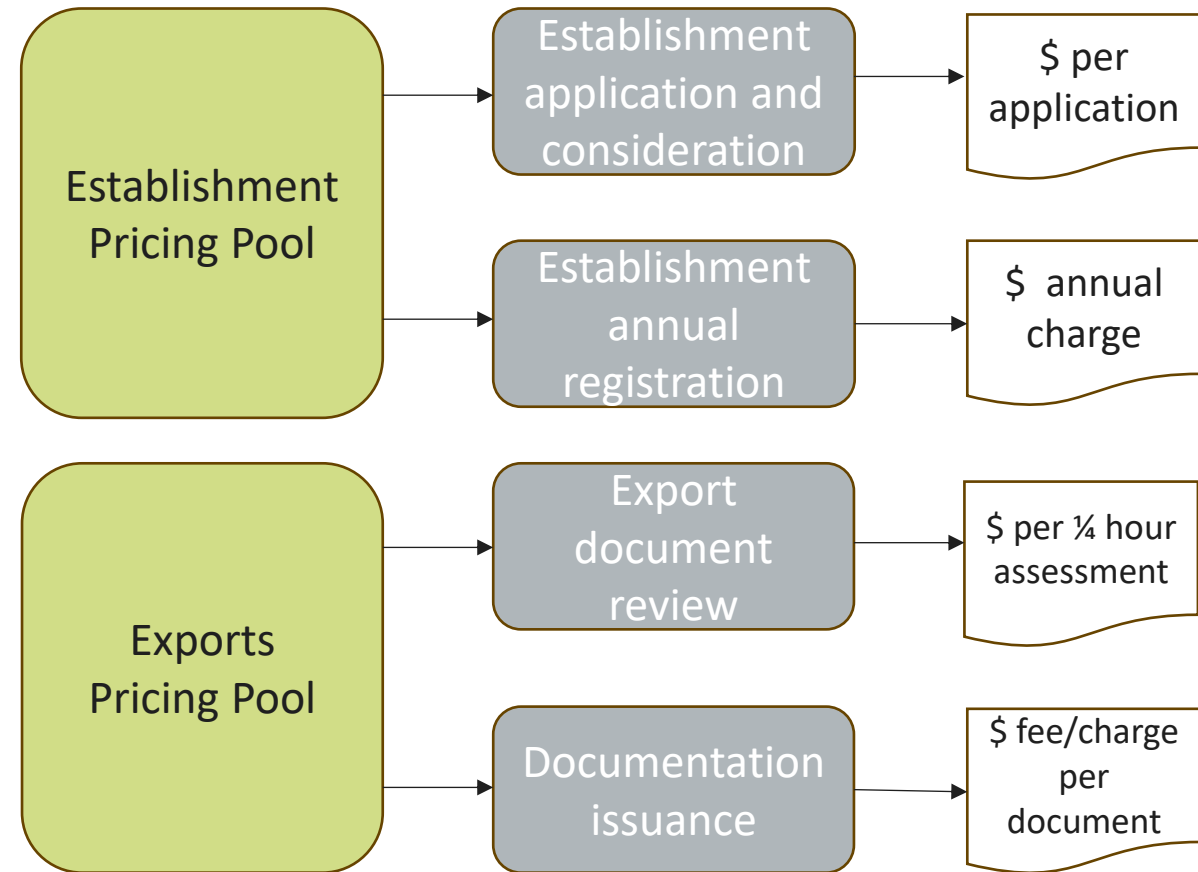 Establishment
Pricing Pool
Establishment
application and
consideration
$ per
application
Establishment
annual
registration
$ annual
charge
Exports
Pricing Pool
Export
document
review
$ per ¼ hour
assessment
Documentation
issuance
$ fee/charge
per
document